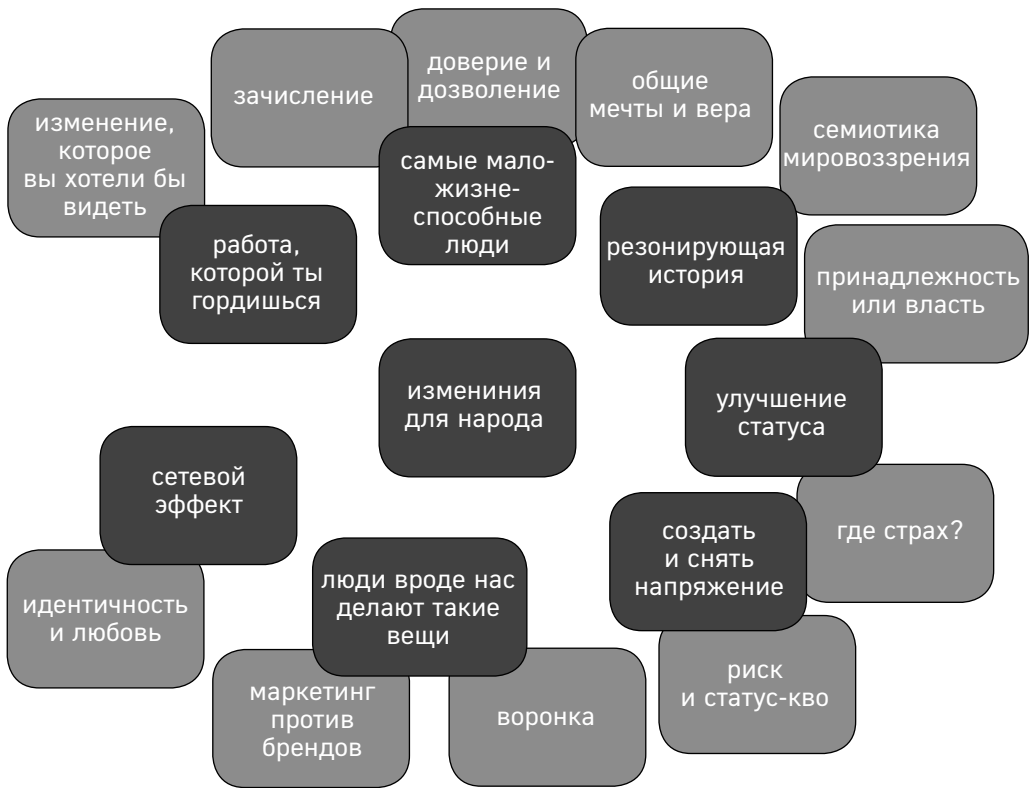 доверие и
дозволение
зачисление
общие
мечты и вера
изменение,
которое
вы хотели бы
видеть
семиотика
мировоззрения
самые мало-
жизне-
способные
люди
работа,
которой ты
гордишься
резонирующая
история
принадлежность
или власть
измениния
для народа
улучшение
статуса
сетевой
эффект
создать
и снять
напряжение
где страх?
люди вроде нас
делают такие
вещи
идентичность
и любовь
маркетинг
против
брендов
воронка
риск
и статус-кво